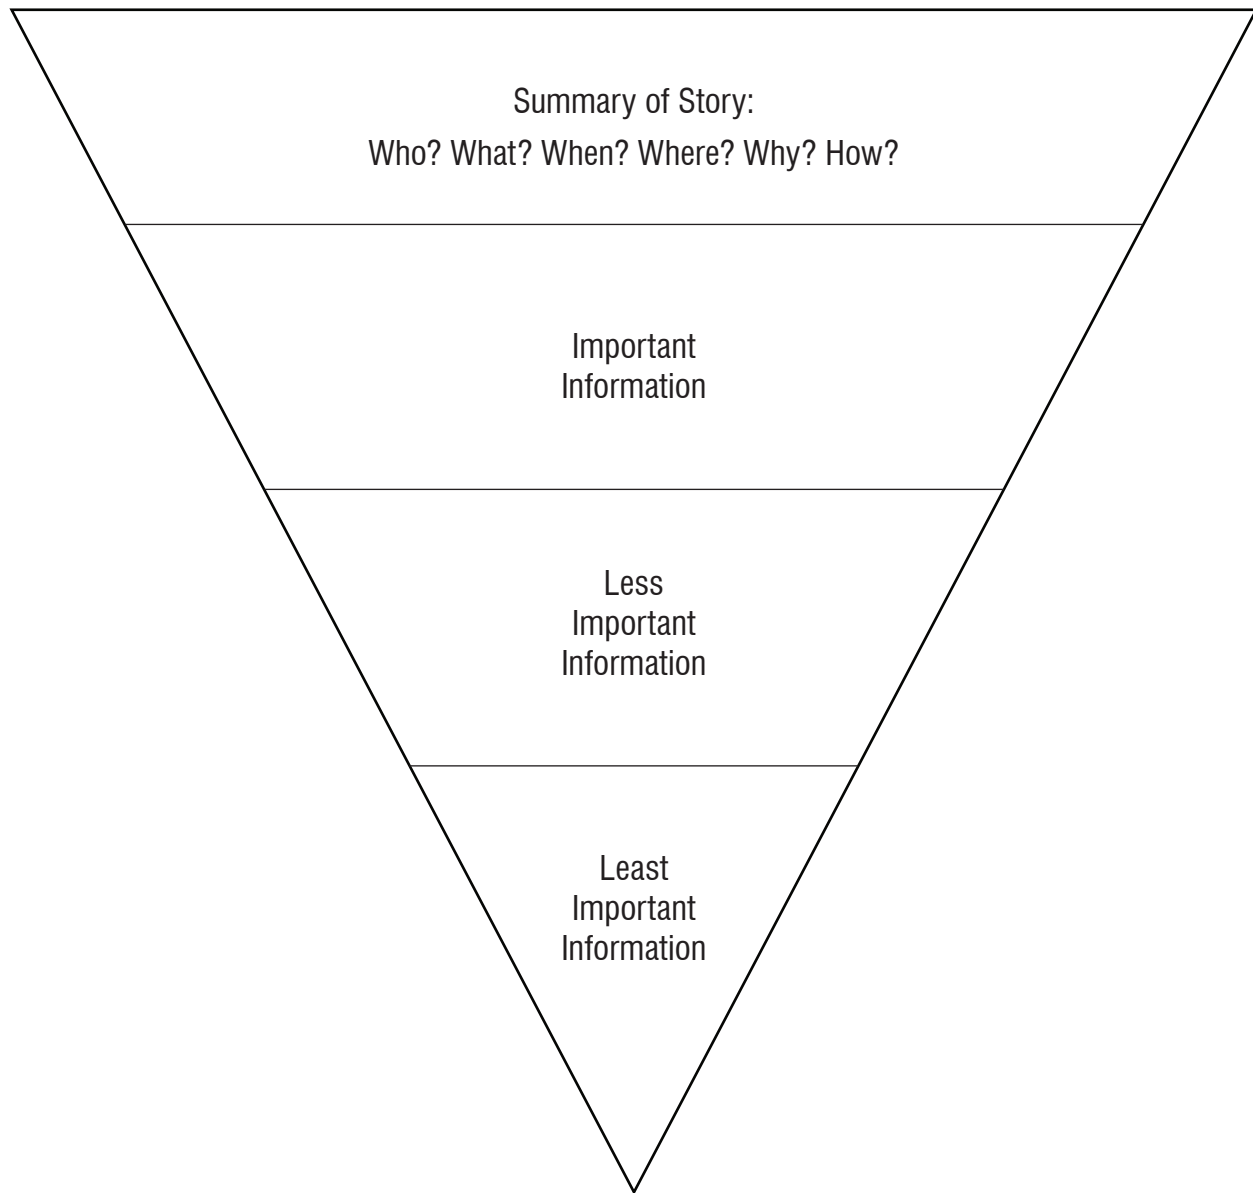 Summary of Story:
Who? What? When? Where? Why? How?
Important
Information
Less
Important
Information
Least
Important
Information